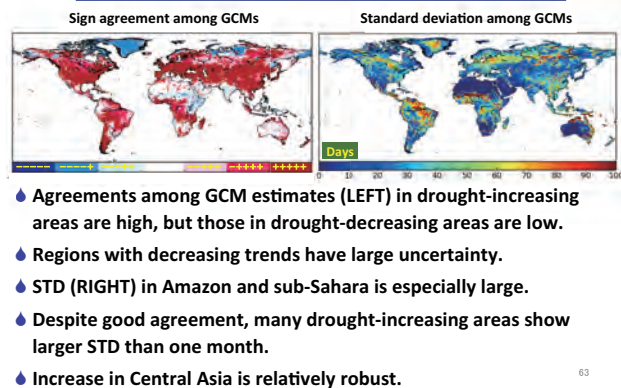 Sign agreement among GCMs
Standard deviation among GCMs
-----
----+
-++++
+++++
Days
0 10 20 30 40 50 60 70 80 90 100
Agreements among GCM estimates (LEFT) in drought-increasing
areas are high, but those in drought-decreasing areas are low.
Regions with decreasing trends have large uncertainty.
STD (RIGHT) in Amazon and sub-Sahara is especially large.
Despite good agreement, many drought-increasing areas show
larger STD than one month.
Increase in Central Asia is relatively robust.
63